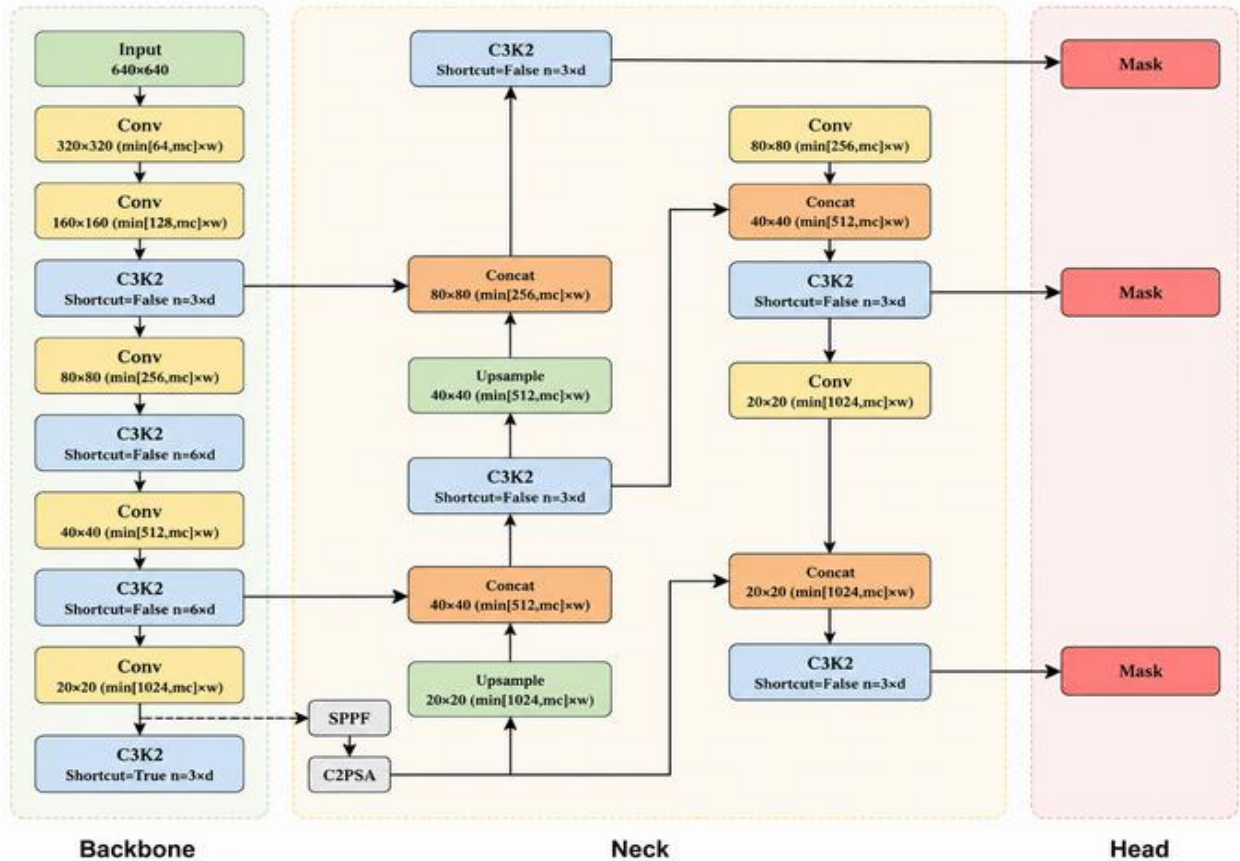 Input
640×640
Conv
320×320 (min[64,mc]×w)
Conv
160×160 (min[128,mc]×w)
C3K2
Shortcut=False n=3×d
Conv
80×80 (min[256,mc]×w)
C3K2
Shortcut=False n=6×d
Conv
40×40 (min[512,mc]×w)
C3K2
Shortcut=False n=6×d
Conv
20×20 (min[1024,mc]×w)
C3K2
Shortcut=True n=3×d
SPPF
C2PSA
C3K2
Shortcut=False n=3×d
Concat
80×80 (min[256,mc]×w)
Upsample
40×40 (min[512,mc]×w)
C3K2
Shortcut=False n=3×d
Concat
40×40 (min[512,mc]×w)
Upsample
20×20 (min[1024,mc]×w)
Conv
80×80 (min[256,mc]×w)
Concat
40×40 (min[512,mc]×w)
C3K2
Shortcut=False n=3×d
Conv
20×20 (min[1024,mc]×w)
Concat
20×20 (min[1024,mc]×w)
C3K2
Shortcut=False n=3×d
Mask
Mask
Mask
Backbone
Neck
Head